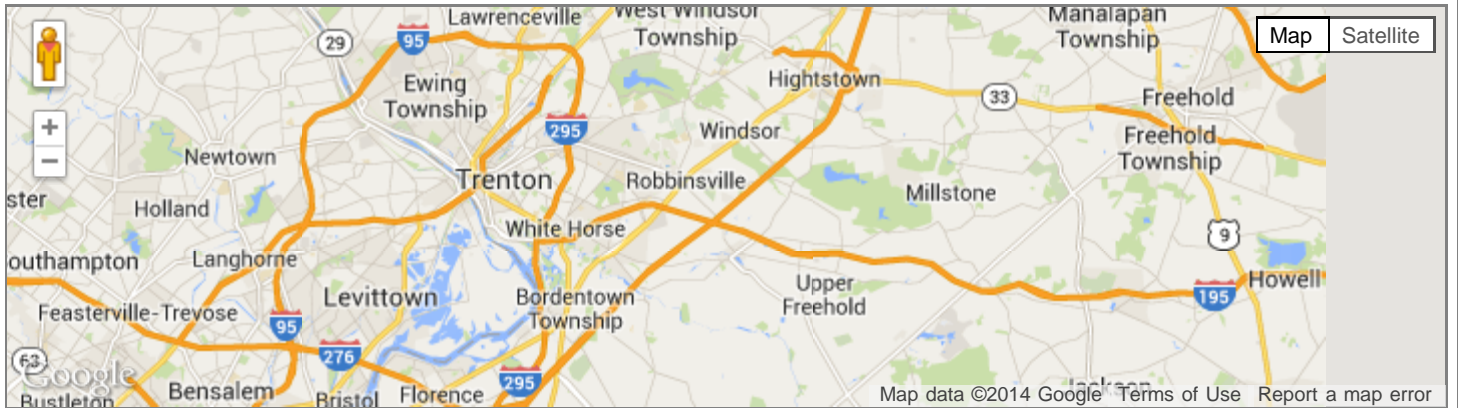 Lawrenceville
West Windsor
Township
Manalapan
Township
Map
Satellite
29
95
Ewing
Township
Hightstown
33
Freehold
+
−
295
Windsor
Freehold
Township
Newtown
Trenton
Robbinsville
Millstone
ster
Holland
White Horse
9
outhampton
Langhorne
Howell
Levittown
Bordentown
Township
Upper
Freehold
195
Feasterville-Trevose
95
276
63
Google
295
Bensalem
Bristol
Florence
Jackson
Bustleton
Map data ©2014 Google
Terms of Use
Report a map error